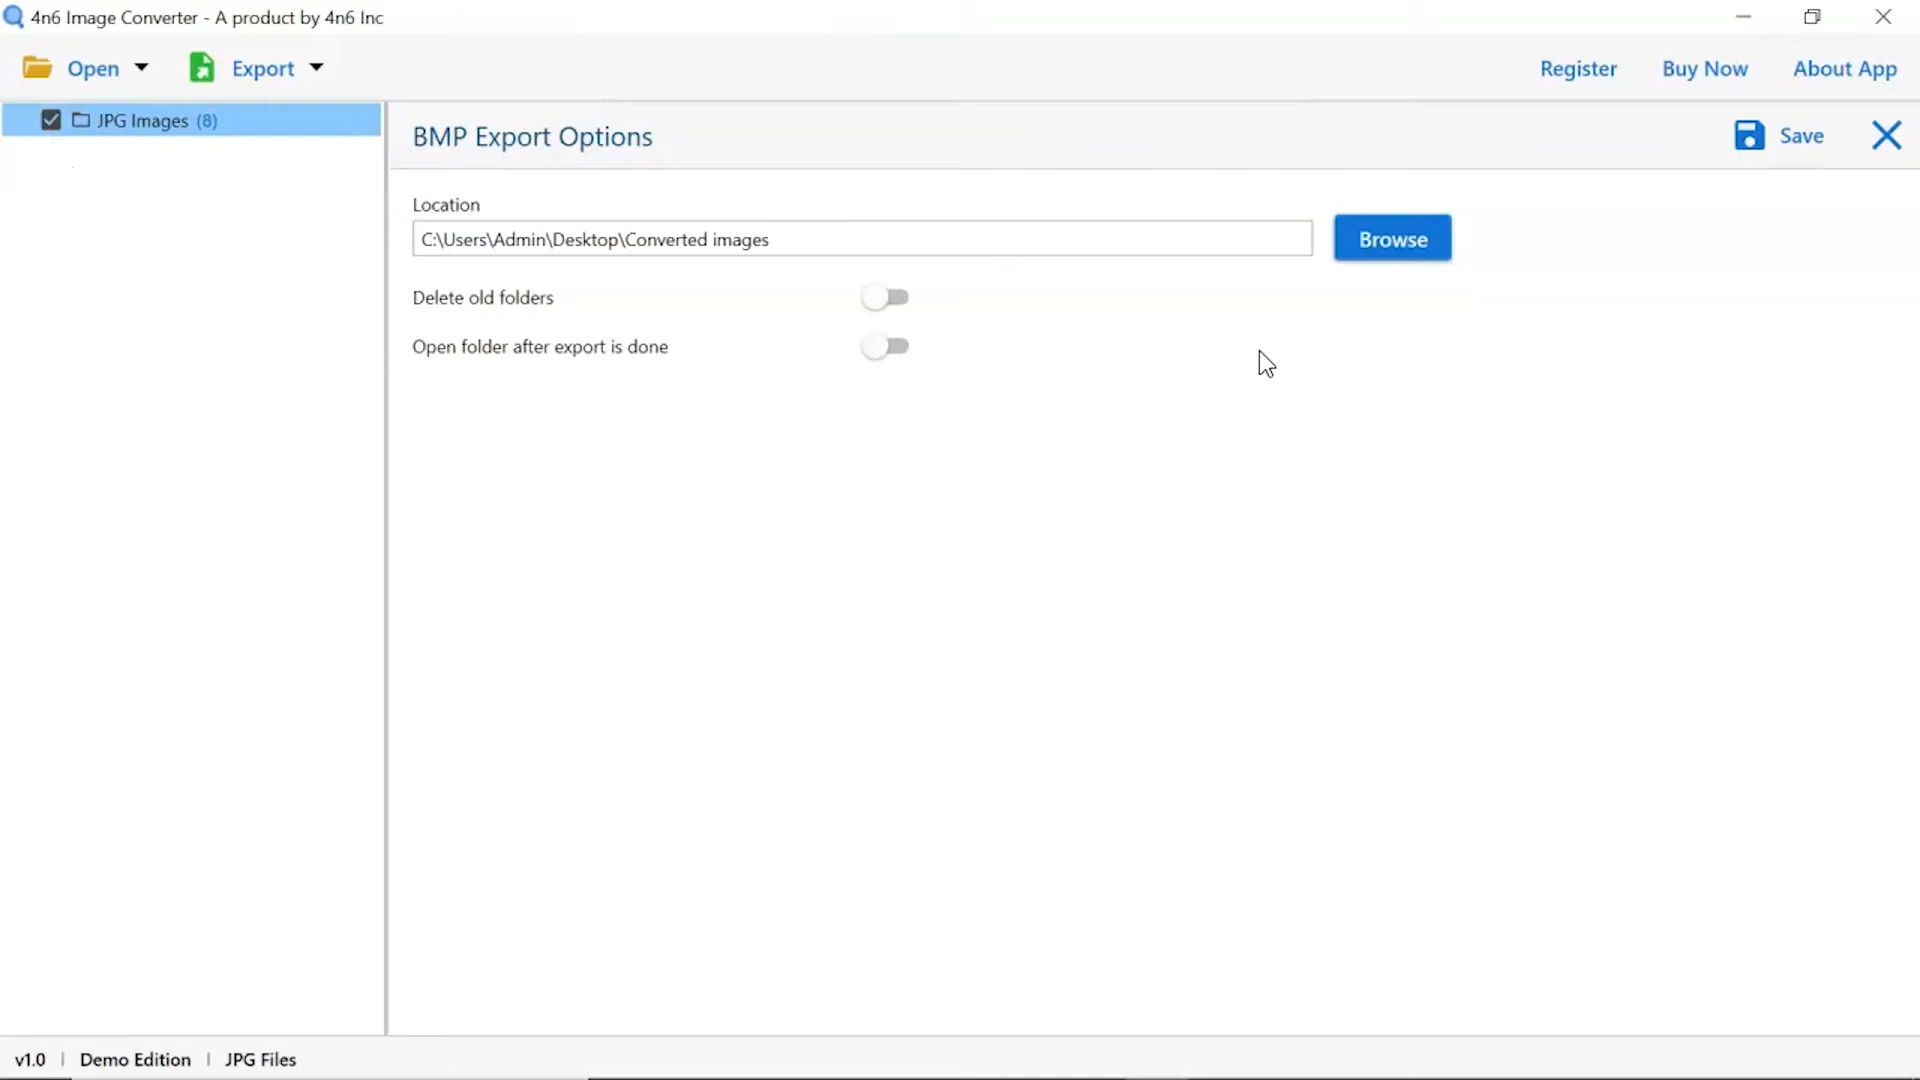 4n6 Image Converter - A product by 4n6 Inc
Open Export Register Buy Now About App
JPG Images (8)
BMP Export Options Save
Location
C:\Users\Admin\Desktop\Converted images Browse
Delete old folders
Open folder after export is done
v1.0 | Demo Edition | JPG Files